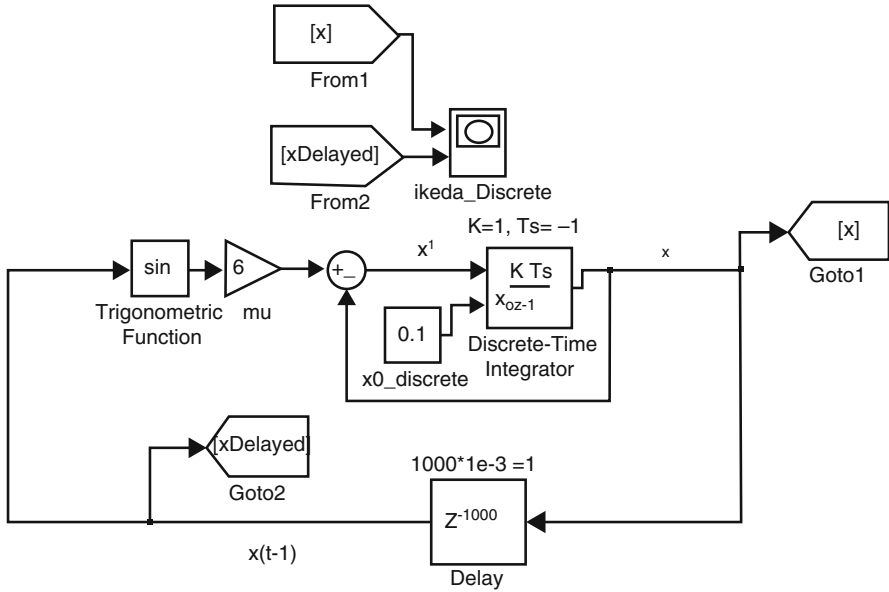 [x]
From1
[xDelayed]
From2
ikeda_Discrete
K=1, Ts= –1
x¹
x
[x]
Goto1
sin
6
+_
K Ts
xoz-1
Trigonometric
Function
mu
0.1
x0_discrete
Discrete-Time
Integrator
[xDelayed]
Goto2
1000*1e-3 =1
Z⁻¹⁰⁰⁰
x(t-1)
Delay